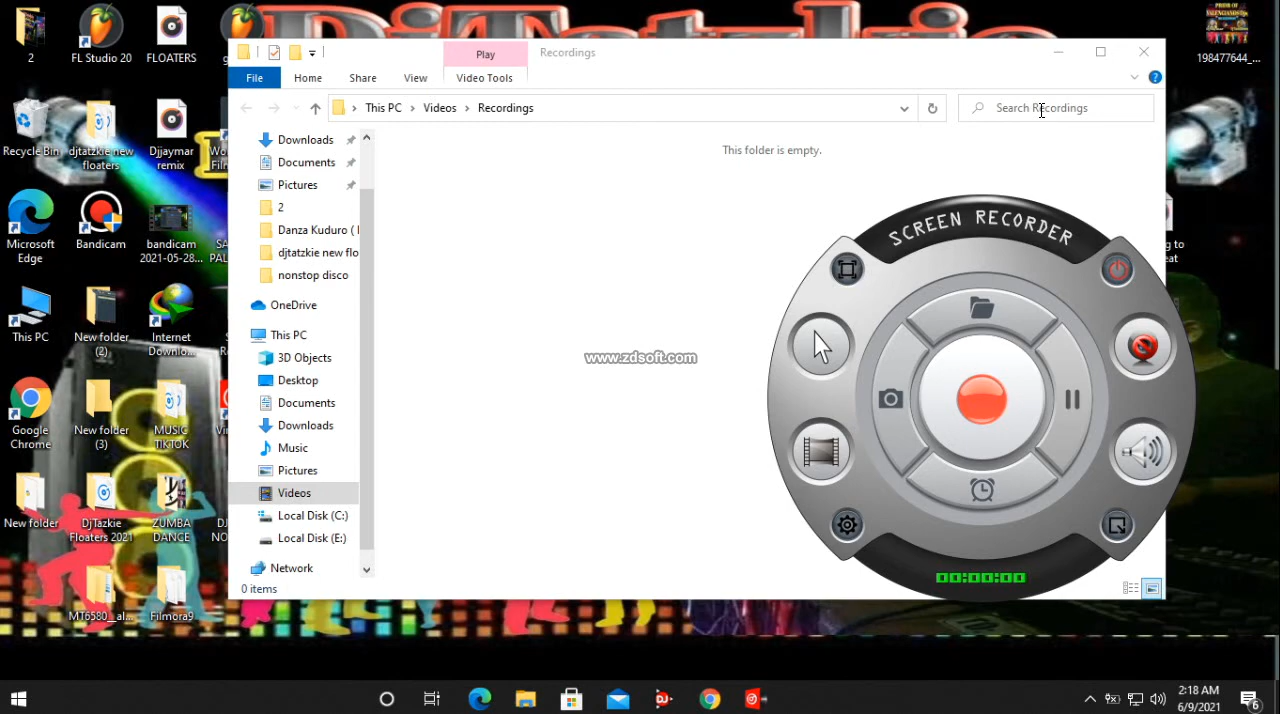 2
FL Studio 20
FLOATERS
198477644_...
Play
Recordings
File
Home
Share
View
Video Tools
This PC
Videos
Recordings
Search Recordings
Recycle Bin
djtatzkie new
floaters
Djjaymar
remix
Downloads
Documents
Pictures
2
Danza Kuduro (
djtatzkie new flo
nonstop disco
OneDrive
This PC
3D Objects
Desktop
Documents
Downloads
Music
Pictures
Videos
Local Disk (C:)
Local Disk (E:)
Network
0 items
This folder is empty.
www.zdsoft.com
SCREEN RECORDER
00:00:00
Microsoft
Edge
Bandicam
bandicam
2021-05-28...
This PC
New folder
(2)
Internet
Downlo...
Google
Chrome
New folder
(3)
MUSIC
TIKTOK
New folder
DjTazkie
Floaters 2021
ZUMBA
DANCE
MT6580__al...
Filmora9
2:18 AM
6/9/2021
6